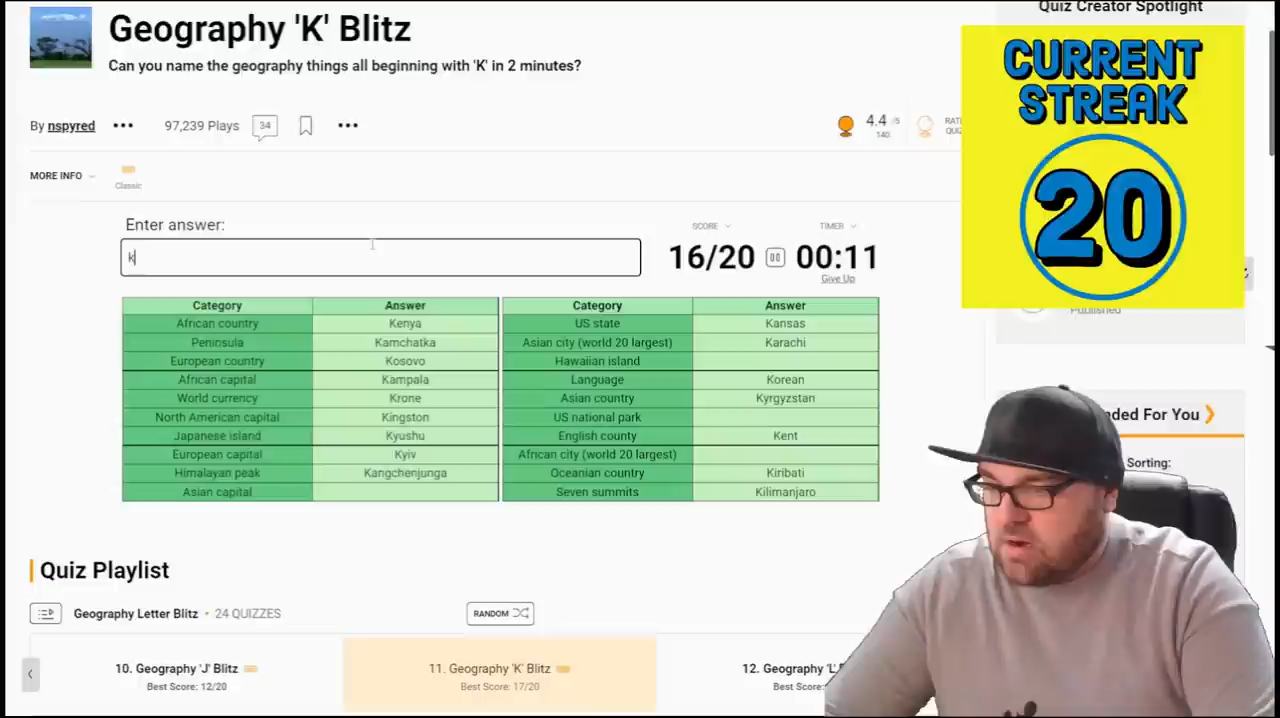 Geography 'K' Blitz
Can you name the geography things all beginning with 'K' in 2 minutes?
Quiz Creator Spotlight
CURRENT
STREAK
20
By nspyred ••• 97,239 Plays 34 •••
4.4 /5
140
MORE INFO
Classic
Enter answer:
k
SCORE
16/20
TIMER
00:11
Give Up
Published
Category Answer Category Answer
African country Kenya US state Kansas
Peninsula Kamchatka Asian city (world 20 largest) Karachi
European country Kosovo Hawaiian island
African capital Kampala Language Korean
World currency Krone Asian country Kyrgyzstan
North American capital Kingston US national park
Japanese island Kyushu English county Kent
European capital Kyiv African city (world 20 largest)
Himalayan peak Kangchenjunga Oceanian country Kiribati
Asian capital Seven summits Kilimanjaro
nded For You
Sorting:
Quiz Playlist
Geography Letter Blitz • 24 QUIZZES
RANDOM
10. Geography 'J' Blitz
Best Score: 12/20
11. Geography 'K' Blitz
Best Score: 17/20
12. Geography 'L'
Best Score: